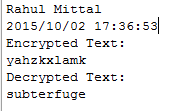 Rahul Mittal
2015/10/02 17:36:53
Encrypted Text:
yahzkxlamk
Decrypted Text:
subterfuge